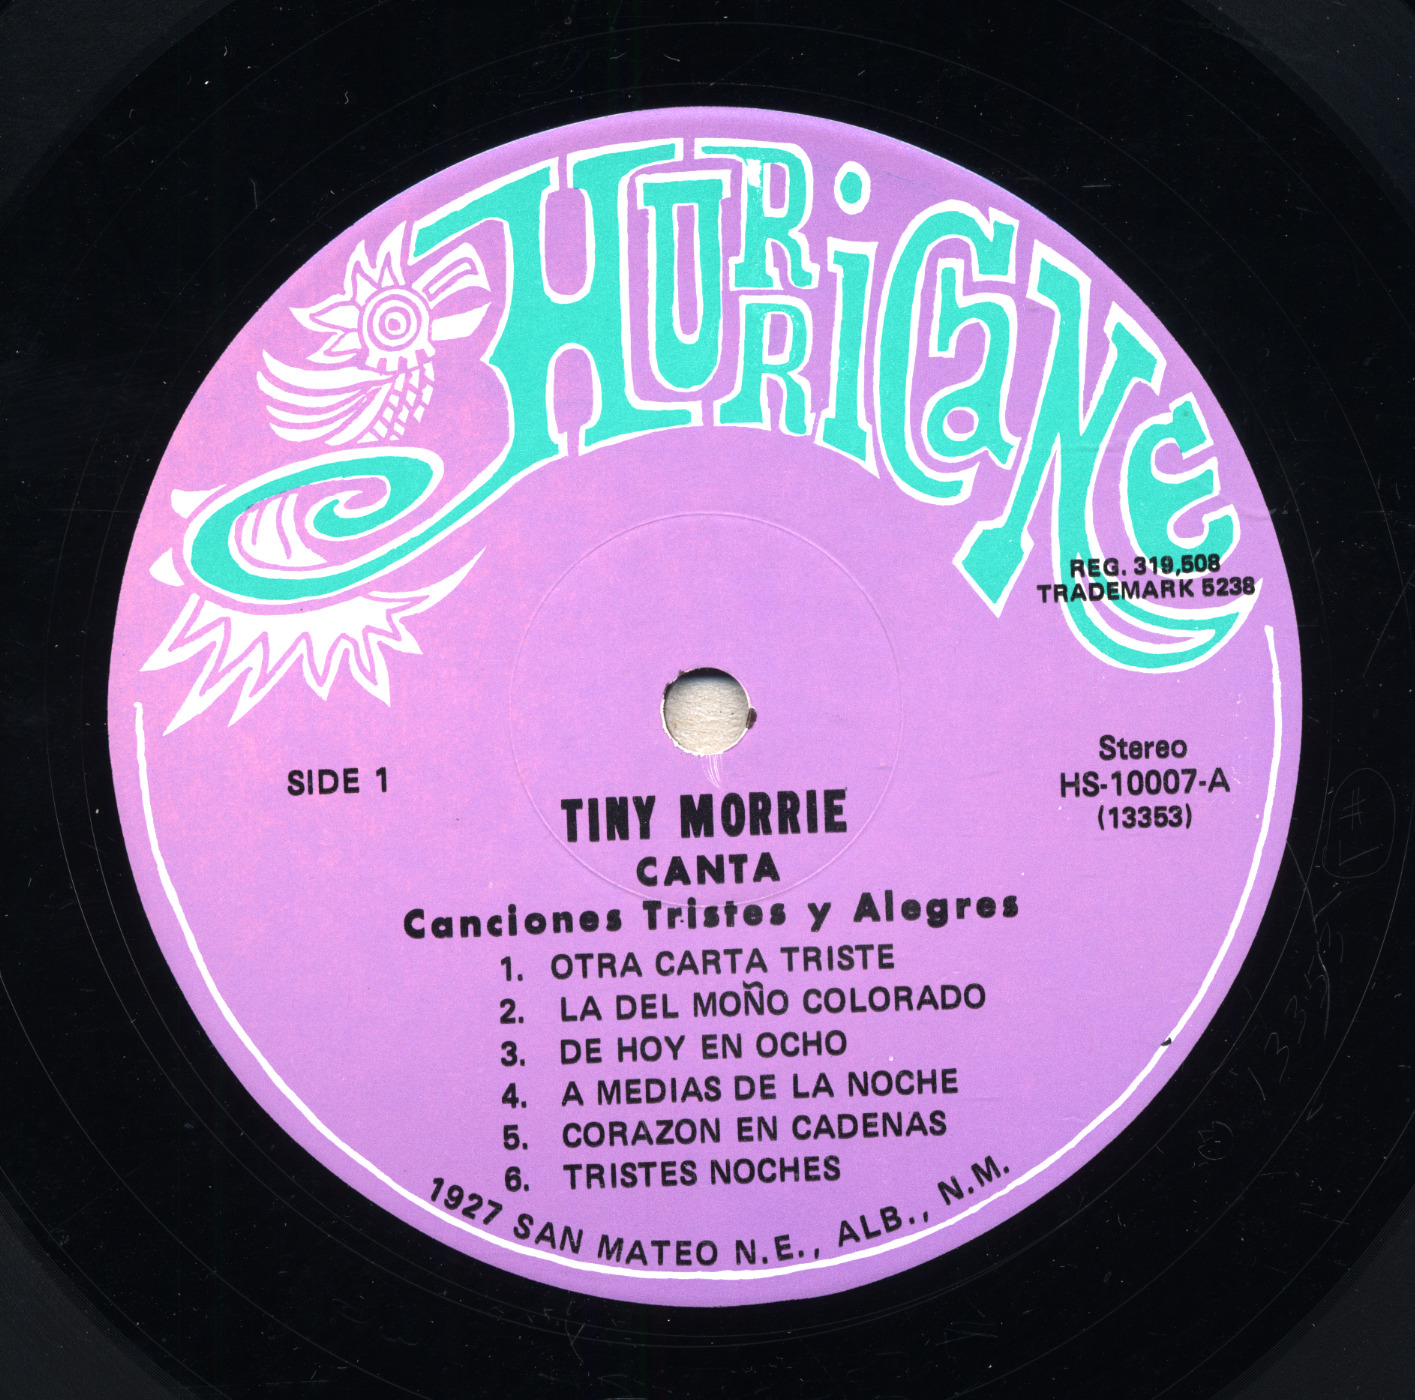 HURRICANE
REG. 319,508
TRADEMARK 5238
SIDE 1
Stereo
HS-10007-A
(13353)
TINY MORRIE
CANTA
Canciones Tristes y Alegres
1. OTRA CARTA TRISTE
2. LA DEL MOÑO COLORADO
3. DE HOY EN OCHO
4. A MEDIAS DE LA NOCHE
5. CORAZON EN CADENAS
6. TRISTES NOCHES
1927 SAN MATEO N.E., ALB., N.M.